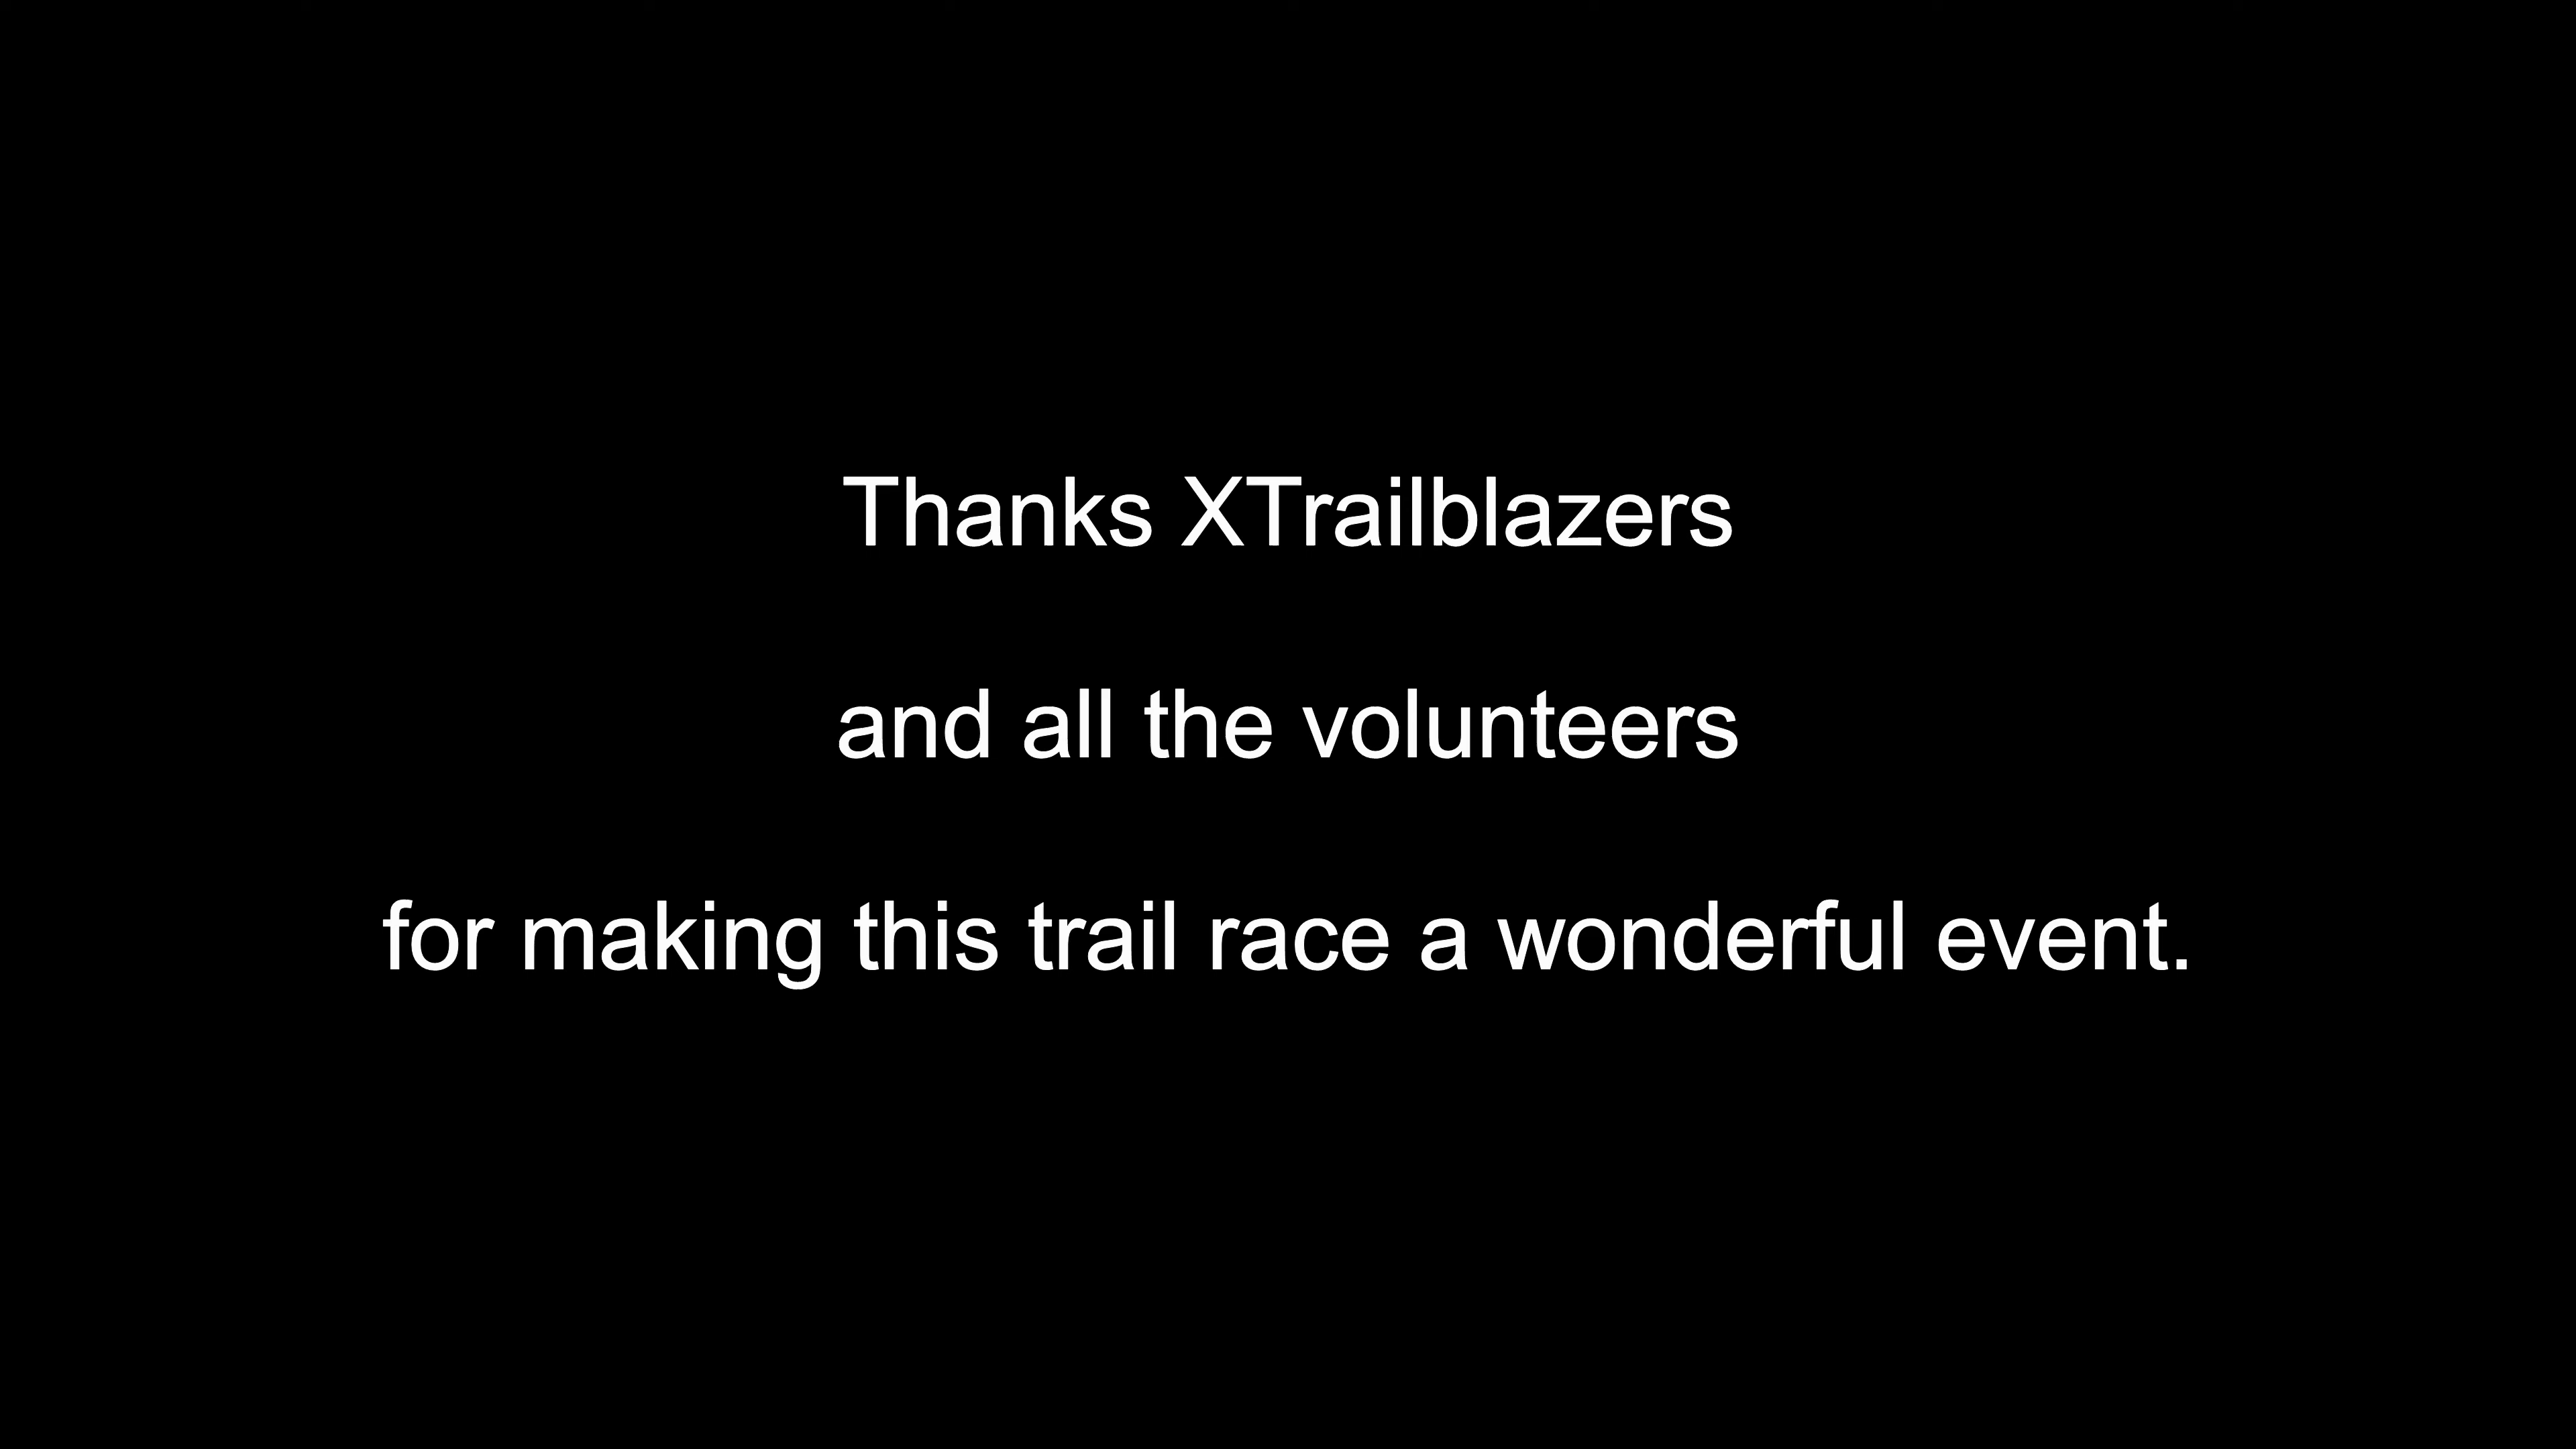 Thanks XTrailblazers
and all the volunteers
for making this trail race a wonderful event.